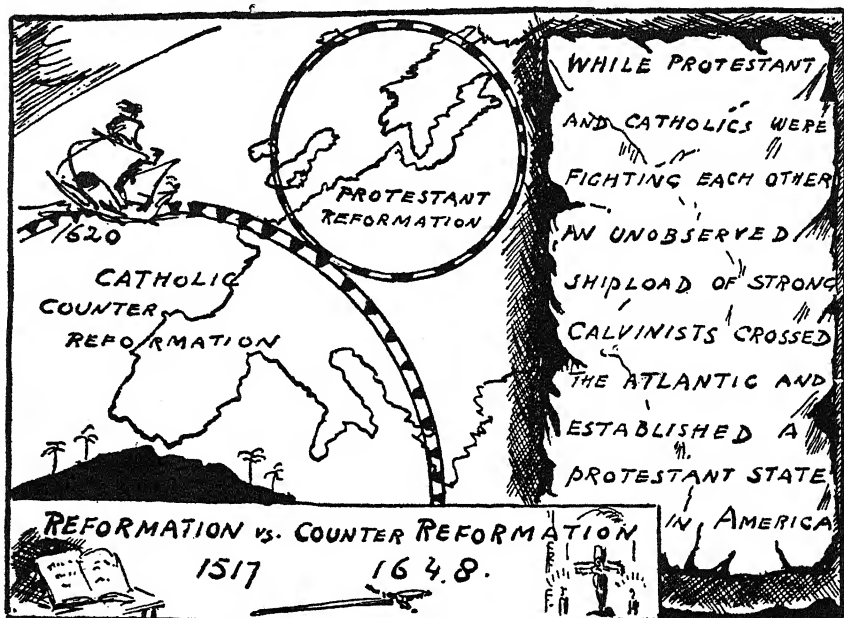 PROTESTANT
REFORMATION
1620
CATHOLIC
COUNTER
REFORMATION
WHILE PROTESTANT
AND CATHOLICS WERE
FIGHTING EACH OTHER
AN UNOBSERVED
SHIPLOAD OF STRONG
CALVINISTS CROSSED
THE ATLANTIC AND
ESTABLISHED A
PROTESTANT STATE
IN AMERICA
REFORMATION VS. COUNTER REFORMATION
1517 1648.